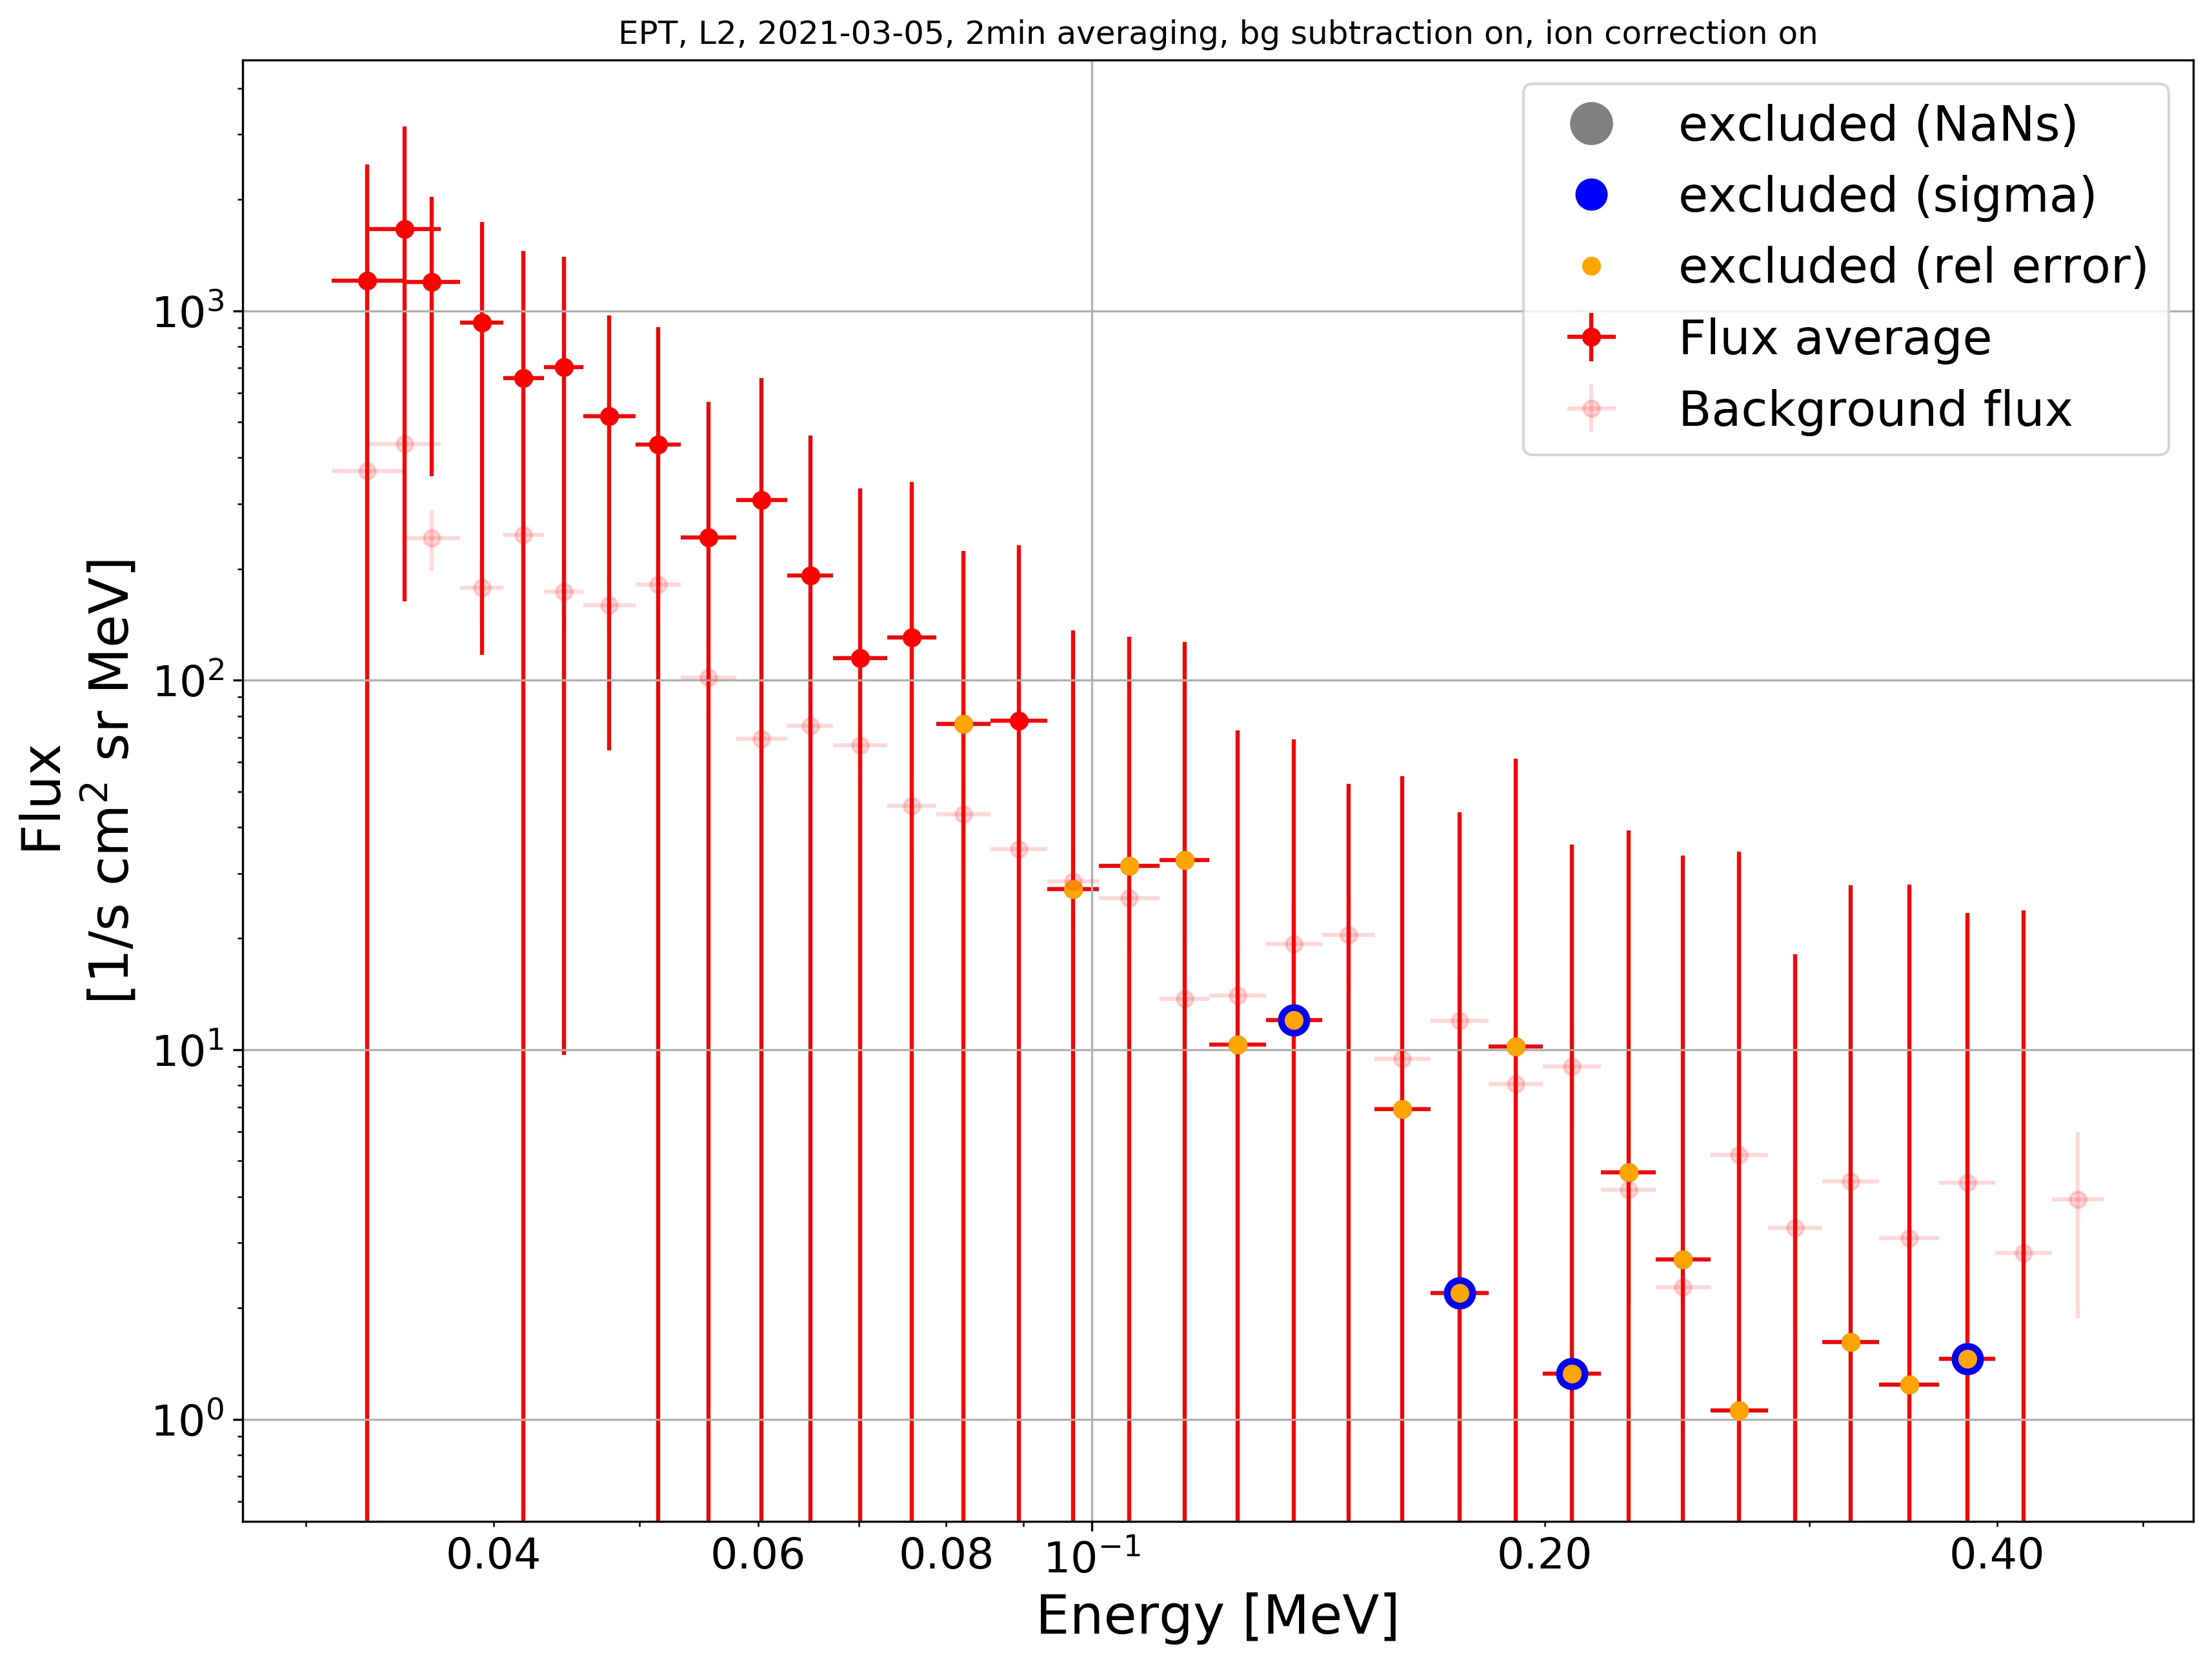 EPT, L2, 2021-03-05, 2min averaging, bg subtraction on, ion correction on
excluded (NaNs)
excluded (sigma)
excluded (rel error)
Flux average
Background flux
Flux
[1/s cm² sr MeV]
10³
10²
10¹
10⁰
0.04
0.06
0.08
10⁻¹
0.20
0.40
Energy [MeV]